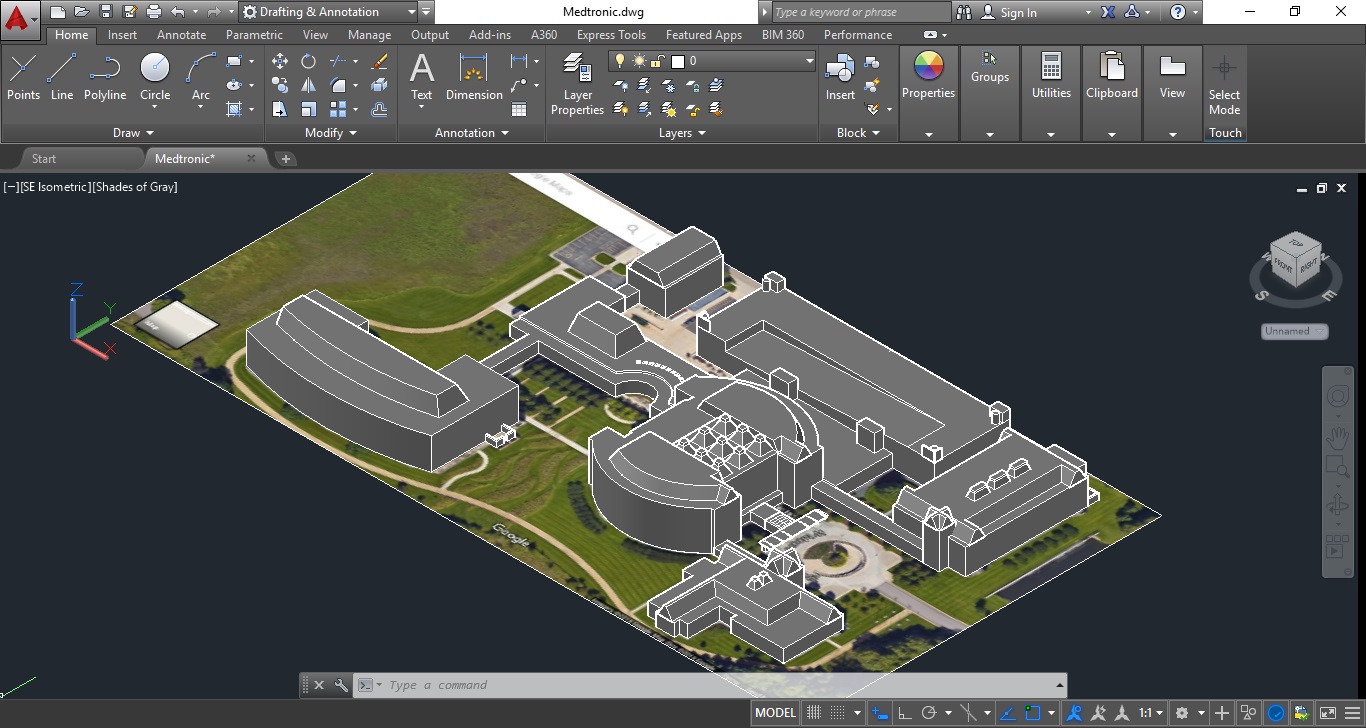 Drafting & Annotation
Medtronic.dwg
Type a keyword or phrase
Sign In
Home Insert Annotate Parametric View Manage Output Add-ins A360 Express Tools Featured Apps BIM 360 Performance
Points Line Polyline Circle Arc
Text Dimension
Layer Properties
0
Insert
Properties Groups Utilities Clipboard View
Select Mode
Draw Modify Annotation Layers Block Touch
Start Medtronic*
[−][SE Isometric][Shades of Gray]
TOP
FRONT RIGHT
S E
Z
Y
X
Unnamed
Google
Type a command
MODEL
1:1